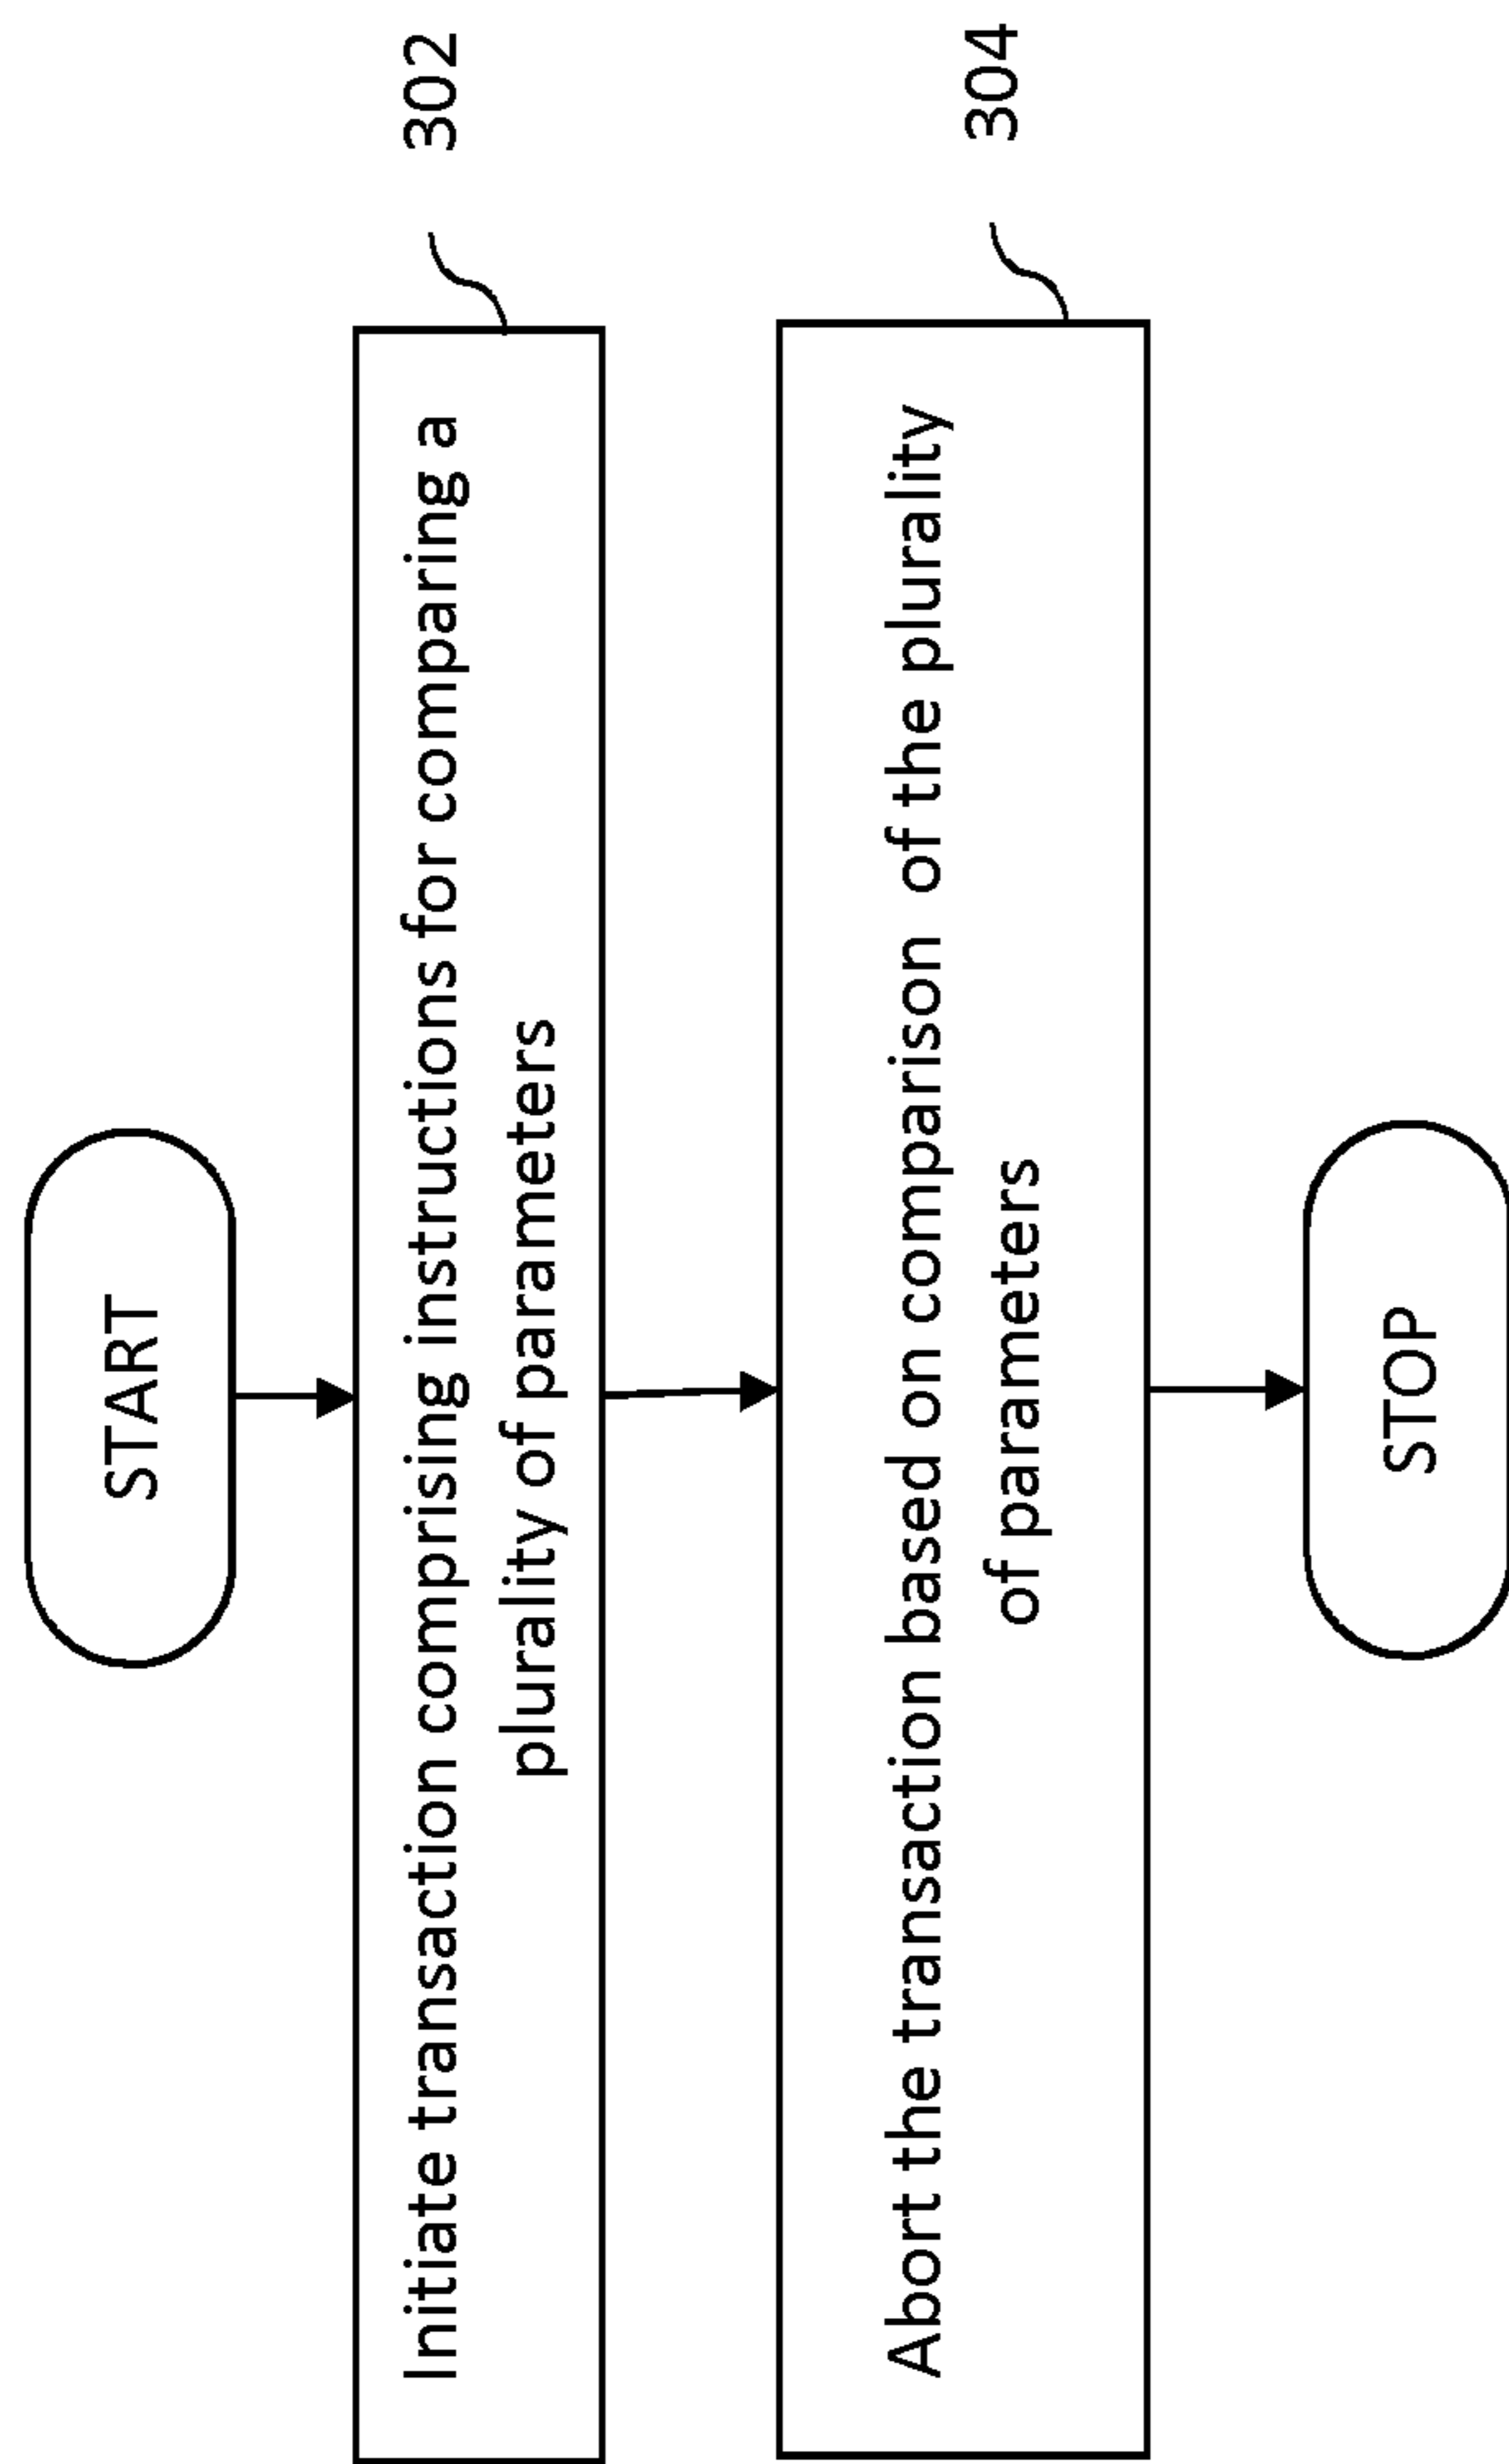 START
302
Initiate transaction comprising instructions for comparing a
plurality of parameters
304
Abort the transaction based on comparison of the plurality
of parameters
STOP